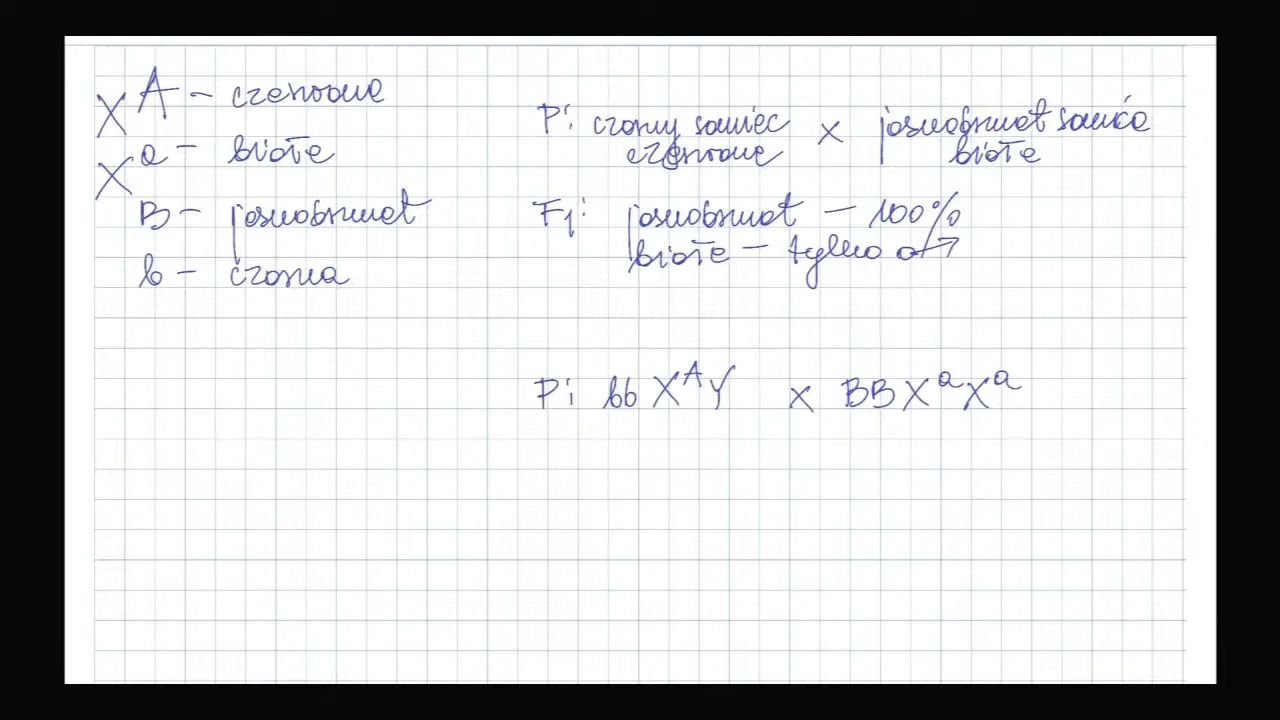 X^A – czerwone
X^a – białe
B – jasnobrunat
b – czarna
P: czarny samiec x jasnobrunat samica
czerwone białe
F1: jasnobrunat – 100%
białe – tylko ♂
P: bb X^A Y x BB X^a X^a